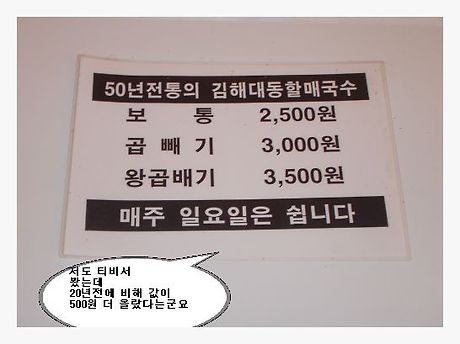 50년전통의 김해대동할매국수
보 통 2,500원
곱 빼 기 3,000원
왕곱배기 3,500원
매주 일요일은 쉽니다
저도 티비서
봤는데
20년전에 비해 값이
500원 더 올랐다는군요